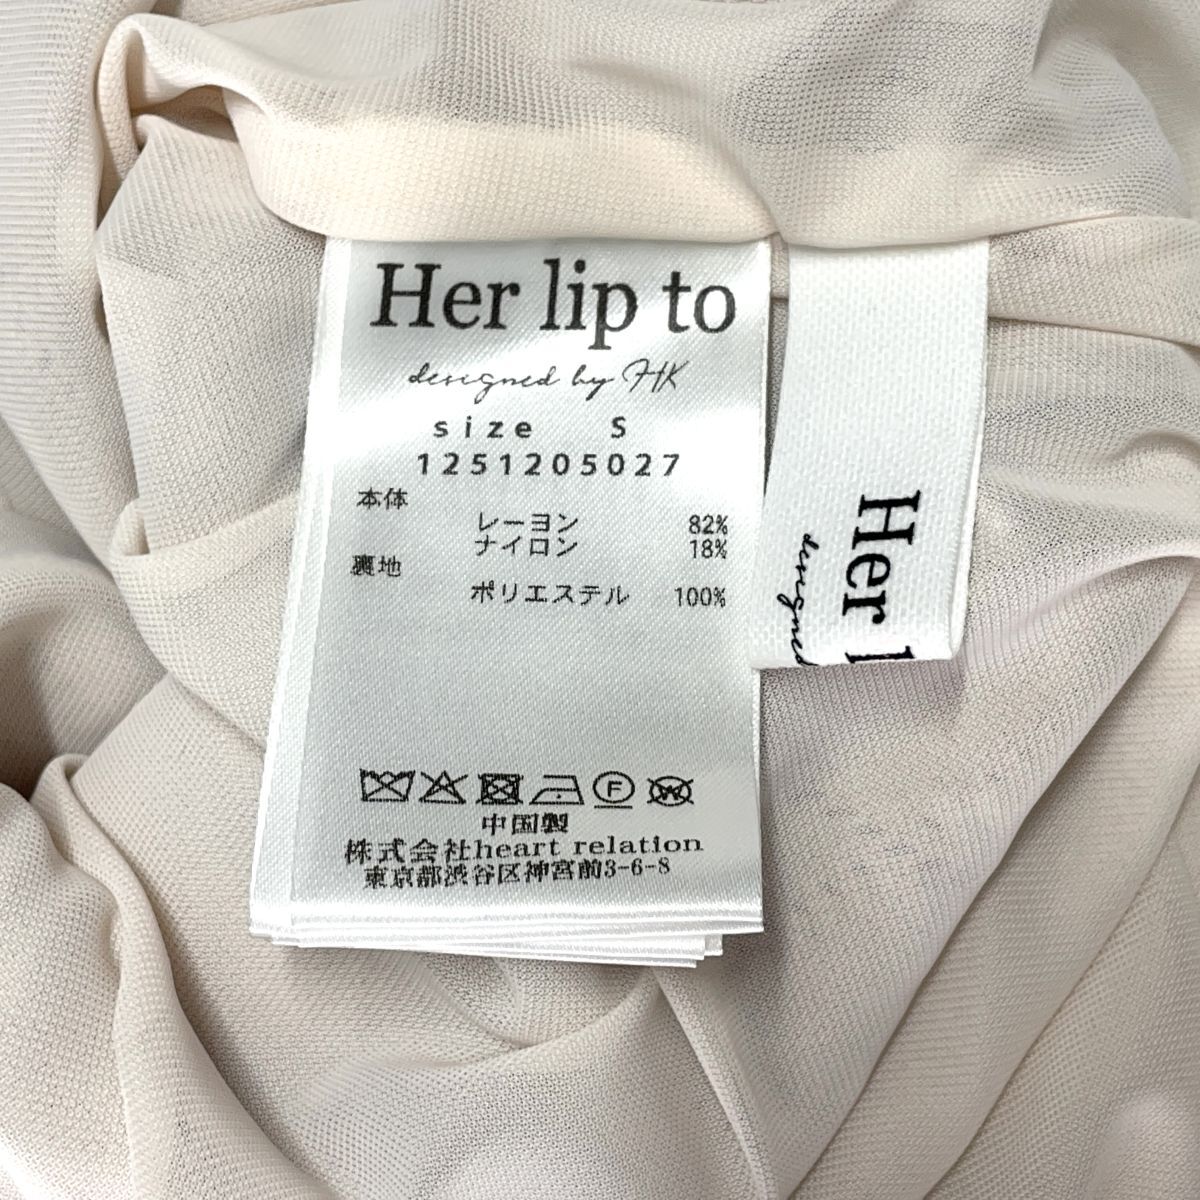 Her lip to
designed by HK
size S
1251205027
本体
レーヨン 82%
ナイロン 18%
裏地
ポリエステル 100%
F
W
中国製
株式会社heart relation
東京都渋谷区神宮前3-6-8
Her l
designed